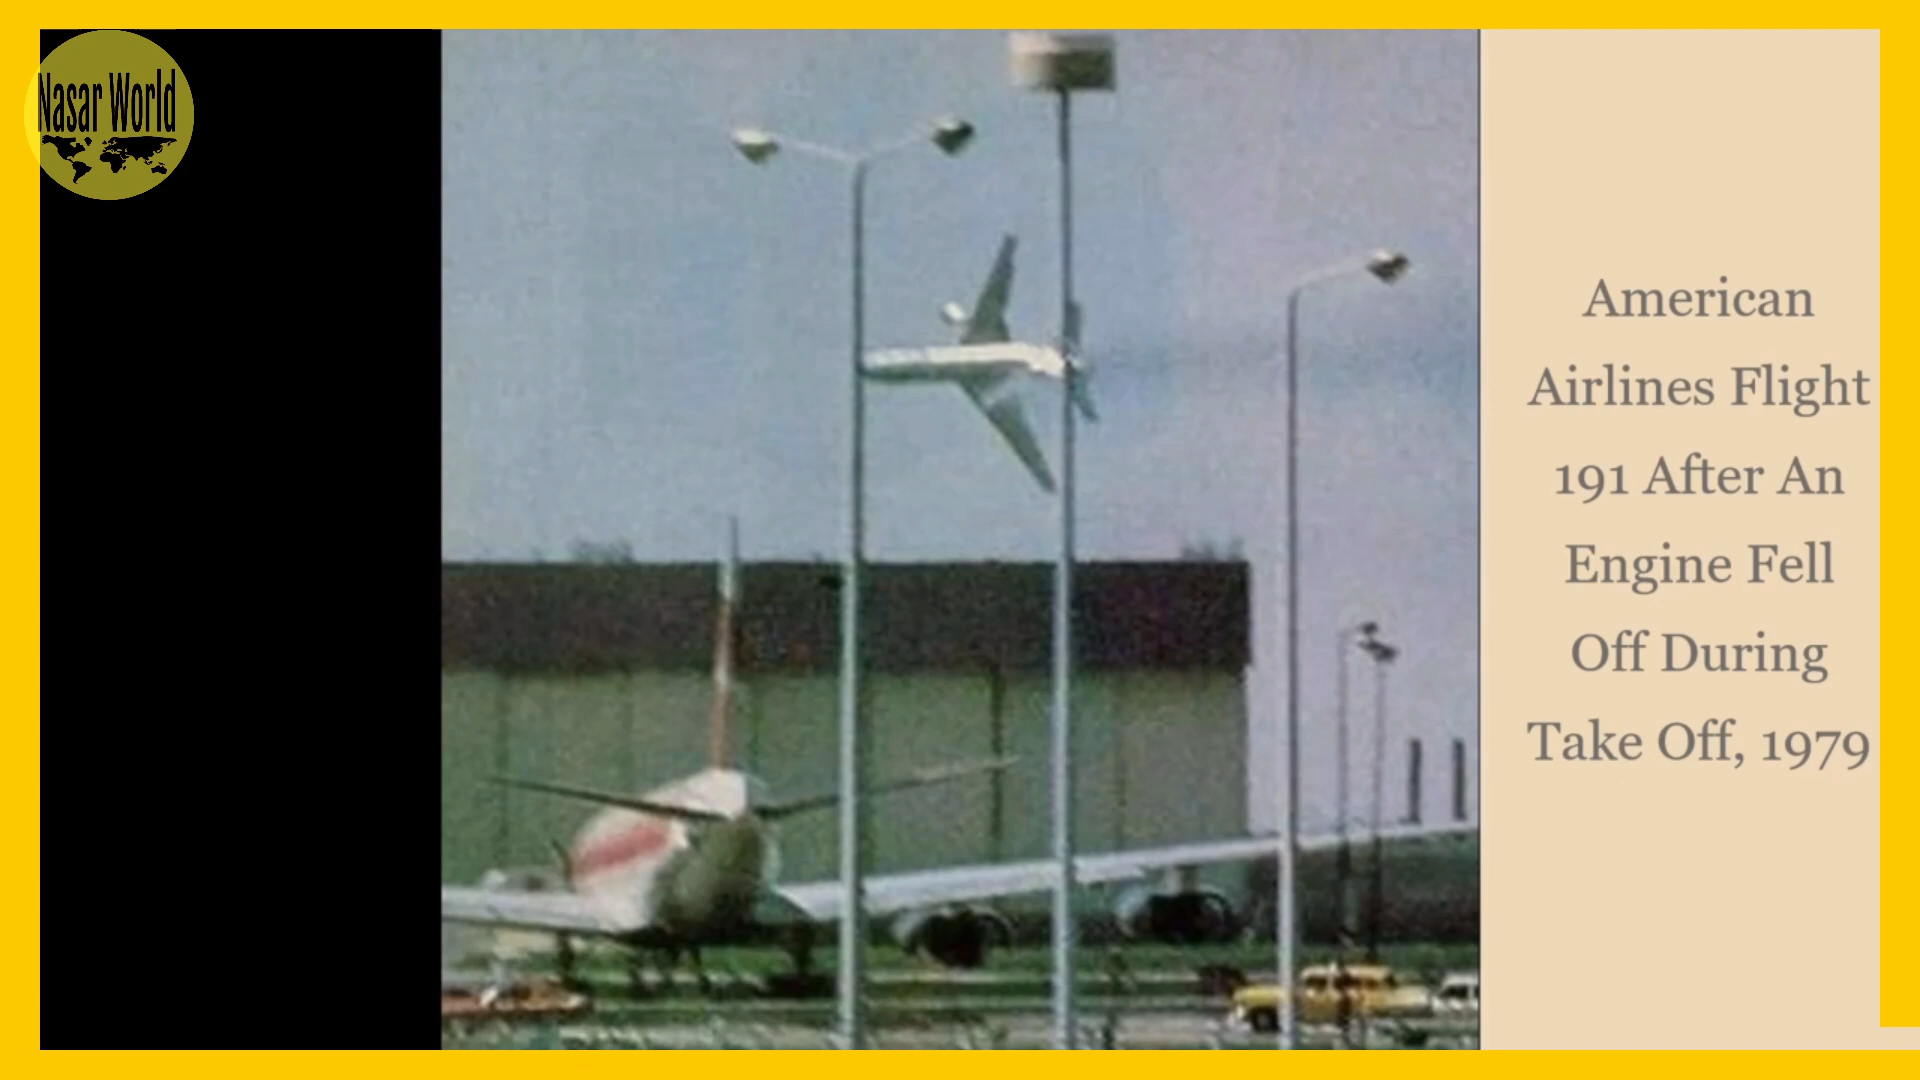 Nasar World
American
Airlines Flight
191 After An
Engine Fell
Off During
Take Off, 1979